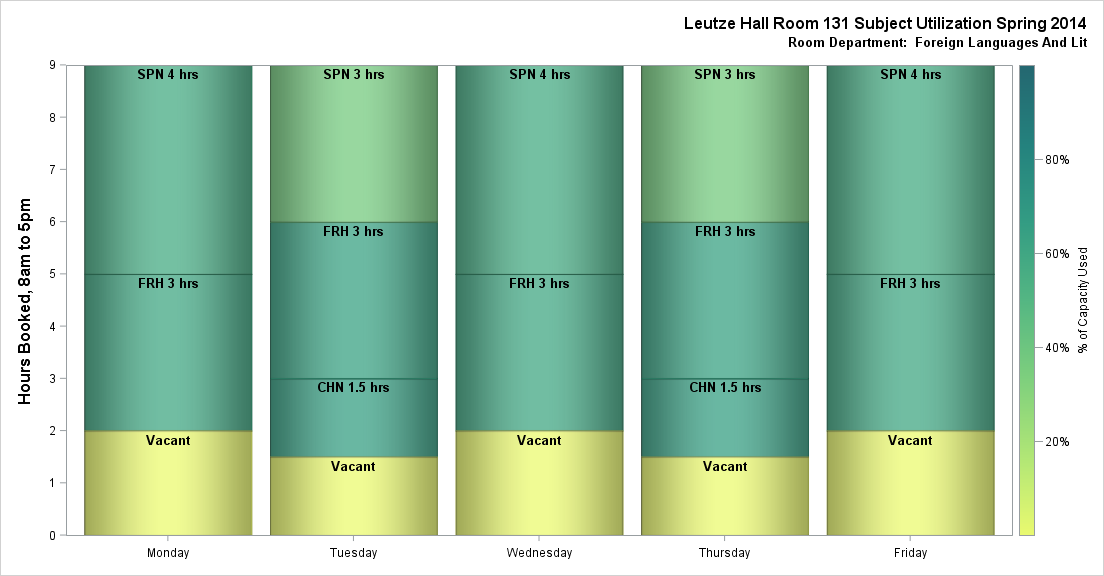 Leutze Hall Room 131 Subject Utilization Spring 2014
Room Department: Foreign Languages And Lit
Hours Booked, 8am to 5pm
9
8
7
6
5
4
3
2
1
0
SPN 4 hrs
FRH 3 hrs
Vacant
Monday
SPN 3 hrs
FRH 3 hrs
CHN 1.5 hrs
Vacant
Tuesday
SPN 4 hrs
FRH 3 hrs
Vacant
Wednesday
SPN 3 hrs
FRH 3 hrs
CHN 1.5 hrs
Vacant
Thursday
SPN 4 hrs
FRH 3 hrs
Vacant
Friday
80%
60%
40%
20%
% of Capacity Used